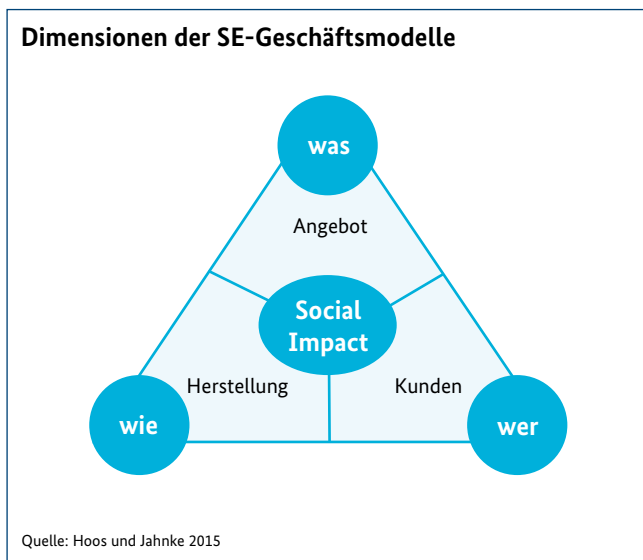 Dimensionen der SE-Geschäftsmodelle
was
Angebot
Social
Impact
Herstellung
Kunden
wie
wer
Quelle: Hoos und Jahnke 2015